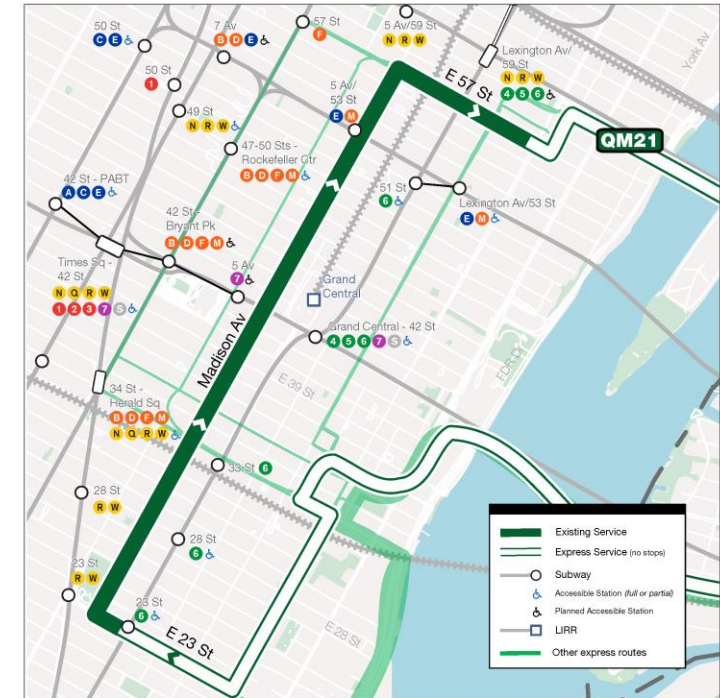 50 St
C E
7 Av
B D E
57 St
F
5 Av/59 St
N R W
Lexington Av/
59 St
N R W
4 5 6
York Av
50 St
1
49 St
N R W
5 Av/
53 St
E M
E 57 St
QM21
47-50 Sts -
Rockefeller Ctr
B D F M
42 St - PABT
A C E
51 St
6
Lexington Av/53 St
E M
42 St -
Bryant Pk
B D F M
Times Sq -
42 St
N Q R W
1 2 3 7 S
5 Av
7
Grand
Central
Grand Central - 42 St
4 5 6 7 S
Madison Av
FDR Dr
E 39 St
34 St -
Herald Sq
B D F M
N Q R W
33 St 6
28 St
R W
28 St
6
23 St
R W
23 St
6
E 23 St
E 28 St
Existing Service
Express Service (no stops)
Subway
Accessible Station (full or partial)
Planned Accessible Station
LIRR
Other express routes